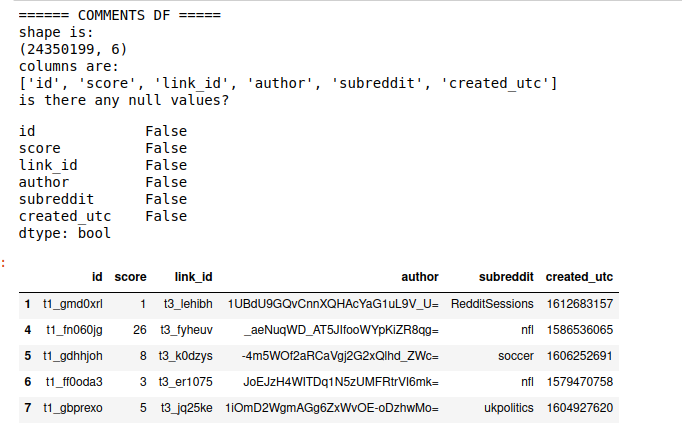 ====== COMMENTS DF =====
shape is:
(24350199, 6)
columns are:
['id', 'score', 'link_id', 'author', 'subreddit', 'created_utc']
is there any null values?
id False
score False
link_id False
author False
subreddit False
created_utc False
dtype: bool
:
id score link_id author subreddit created_utc
1 t1_gmd0xrl 1 t3_lehibh 1UBdU9GQvCnnXQHAcYaG1uL9V_U= RedditSessions 1612683157
4 t1_fn060jg 26 t3_fyheuv _aeNuqWD_AT5JIfooWYpKiZR8qg= nfl 1586536065
5 t1_gdhhjoh 8 t3_k0dzys -4m5WOf2aRCaVgj2G2xQlhd_ZWc= soccer 1606252691
6 t1_ff0oda3 3 t3_er1075 JoEJzH4WITDq1N5zUMFRtrVI6mk= nfl 1579470758
7 t1_gbprexo 5 t3_jq25ke 1iOmD2WgmAGg6ZxWvOE-oDzhwMo= ukpolitics 1604927620